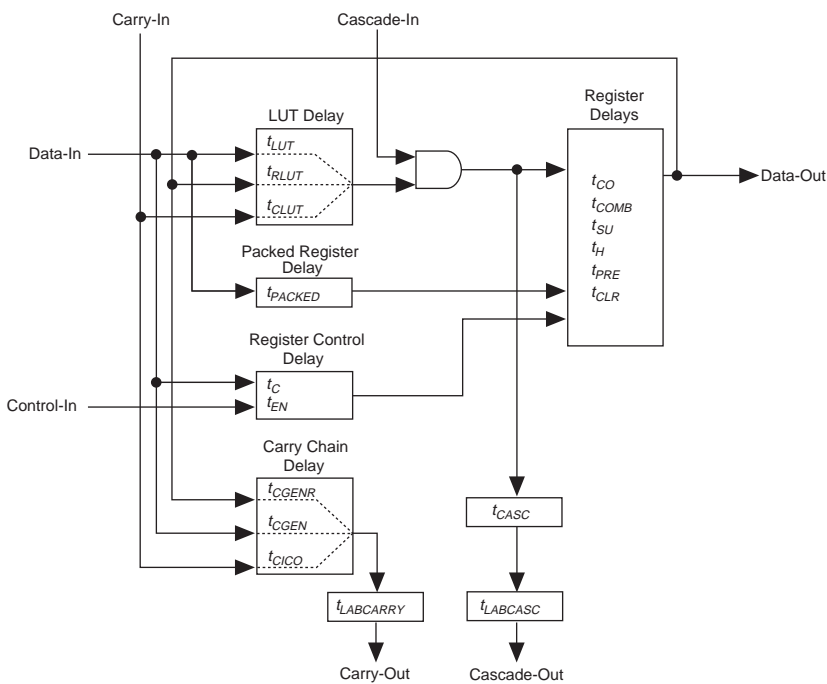 Carry-In
Cascade-In
LUT Delay
Register
Delays
Data-In
tLUT
tRLUT
tCLUT
tCO
tCOMB
tSU
tH
tPRE
tCLR
Data-Out
Packed Register
Delay
tPACKED
Register Control
Delay
tC
tEN
Control-In
Carry Chain
Delay
tCGENR
tCGEN
tCICO
tCASC
tLABCARRY
tLABCASC
Carry-Out
Cascade-Out